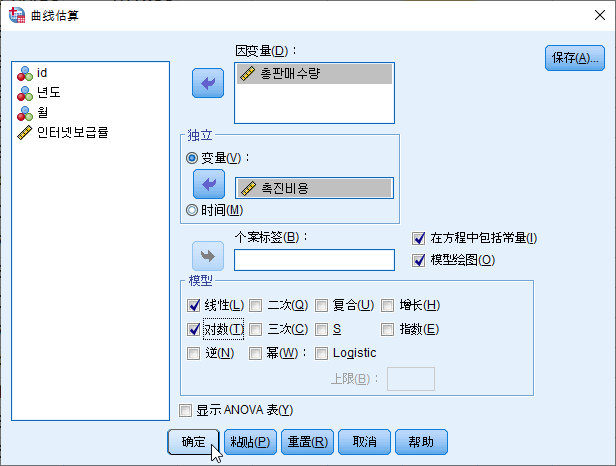 曲线估算
因变量(D)：
保存(A)...
id
년도
월
인터넷보급률
총판매수량
独立
变量(V)：
촉진비용
时间(M)
个案标签(B)：
在方程中包括常量(I)
模型绘图(O)
模型
线性(L) 二次(Q) 复合(U) 增长(H)
对数(T) 三次(C) S 指数(E)
逆(N) 幂(W)： Logistic
上限(B)：
显示 ANOVA 表(Y)
确定 粘贴(P) 重置(R) 取消 帮助